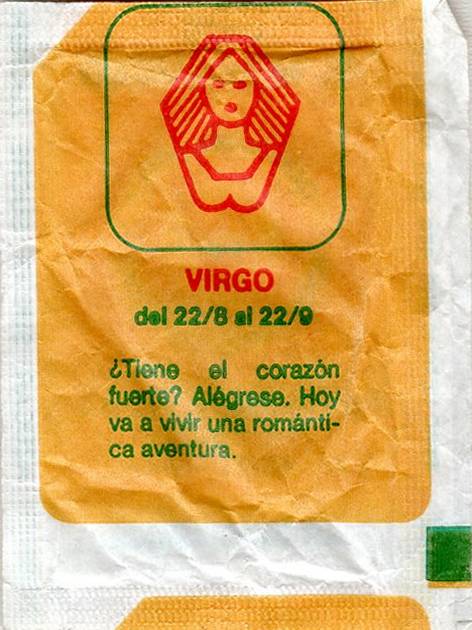 VIRGO
del 22/8 al 22/9
¿Tiene el corazón
fuerte? Alégrese. Hoy
va a vivir una románti-
ca aventura.